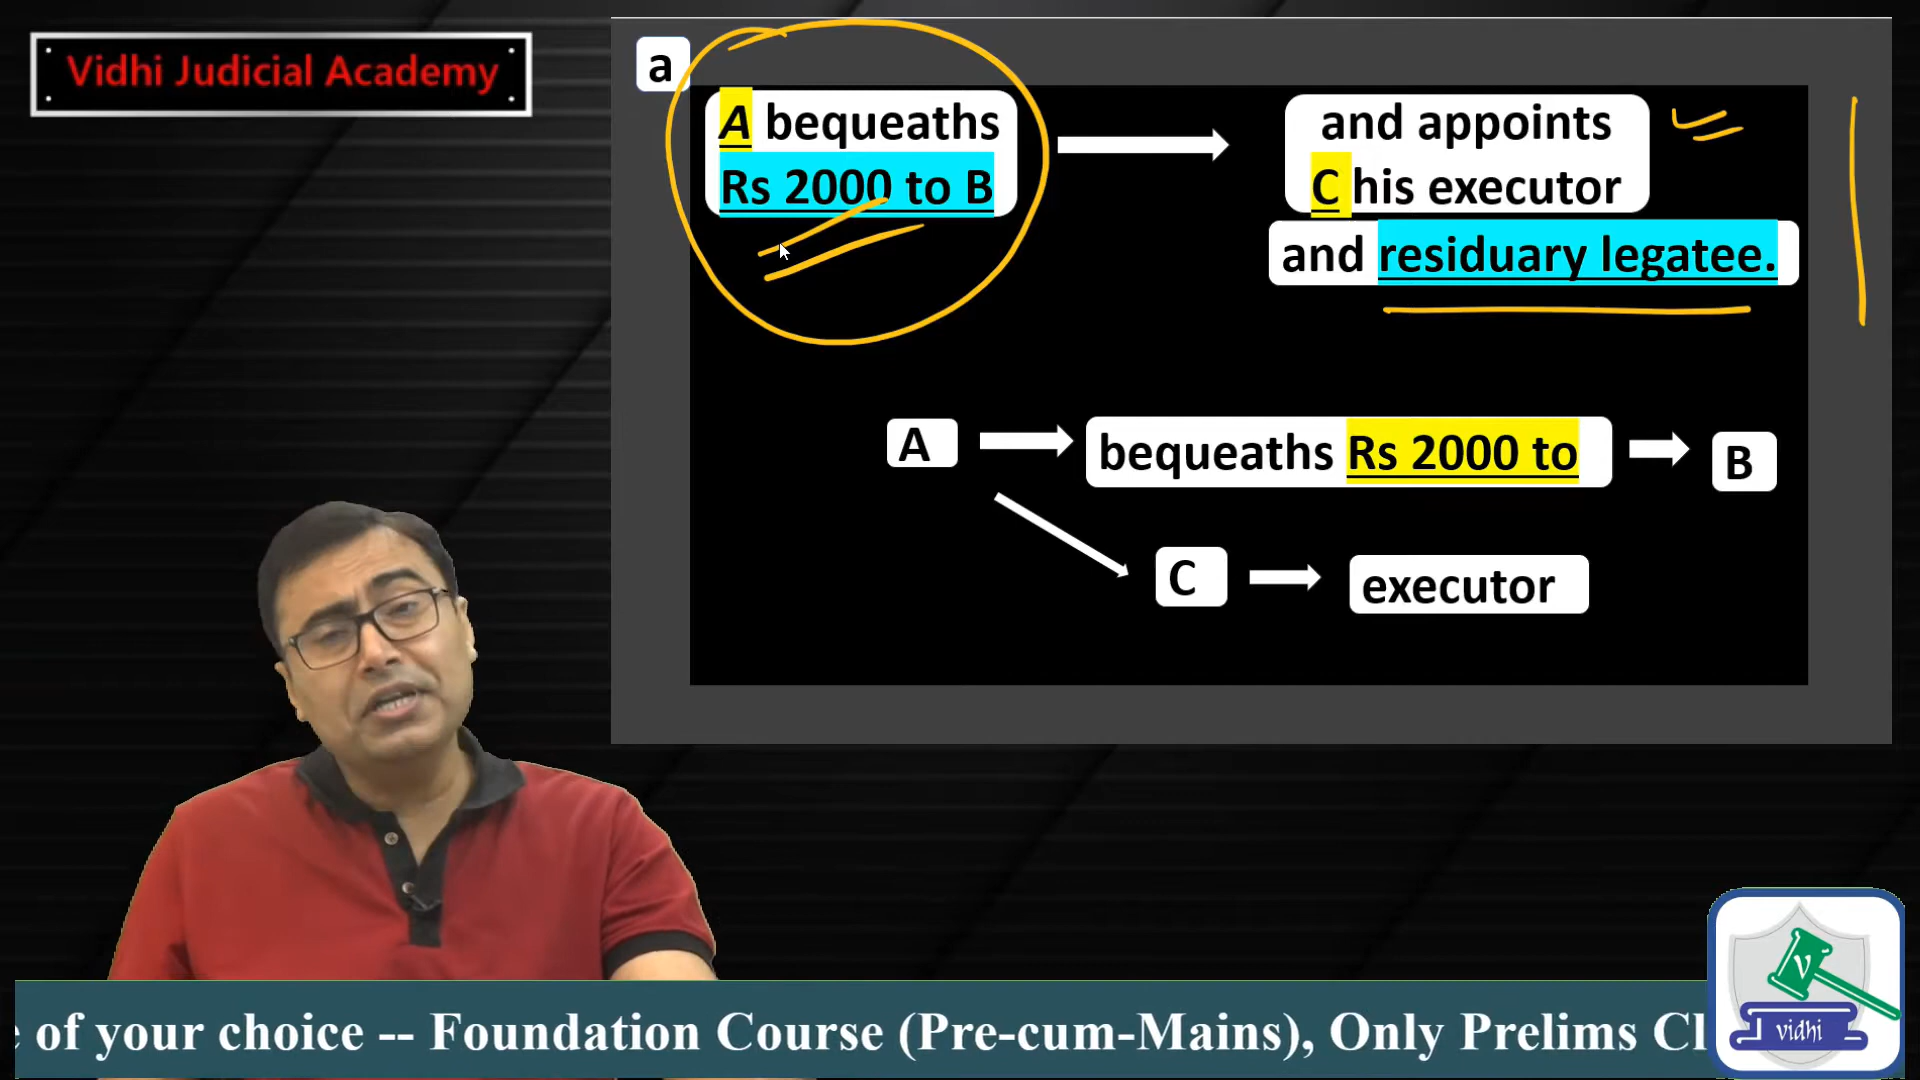 Vidhi Judicial Academy
a
A bequeaths
Rs 2000 to B
and appoints
C his executor
and residuary legatee.
A
bequeaths Rs 2000 to
B
C
executor
e of your choice -- Foundation Course (Pre-cum-Mains), Only Prelims Cl
V
vidhi